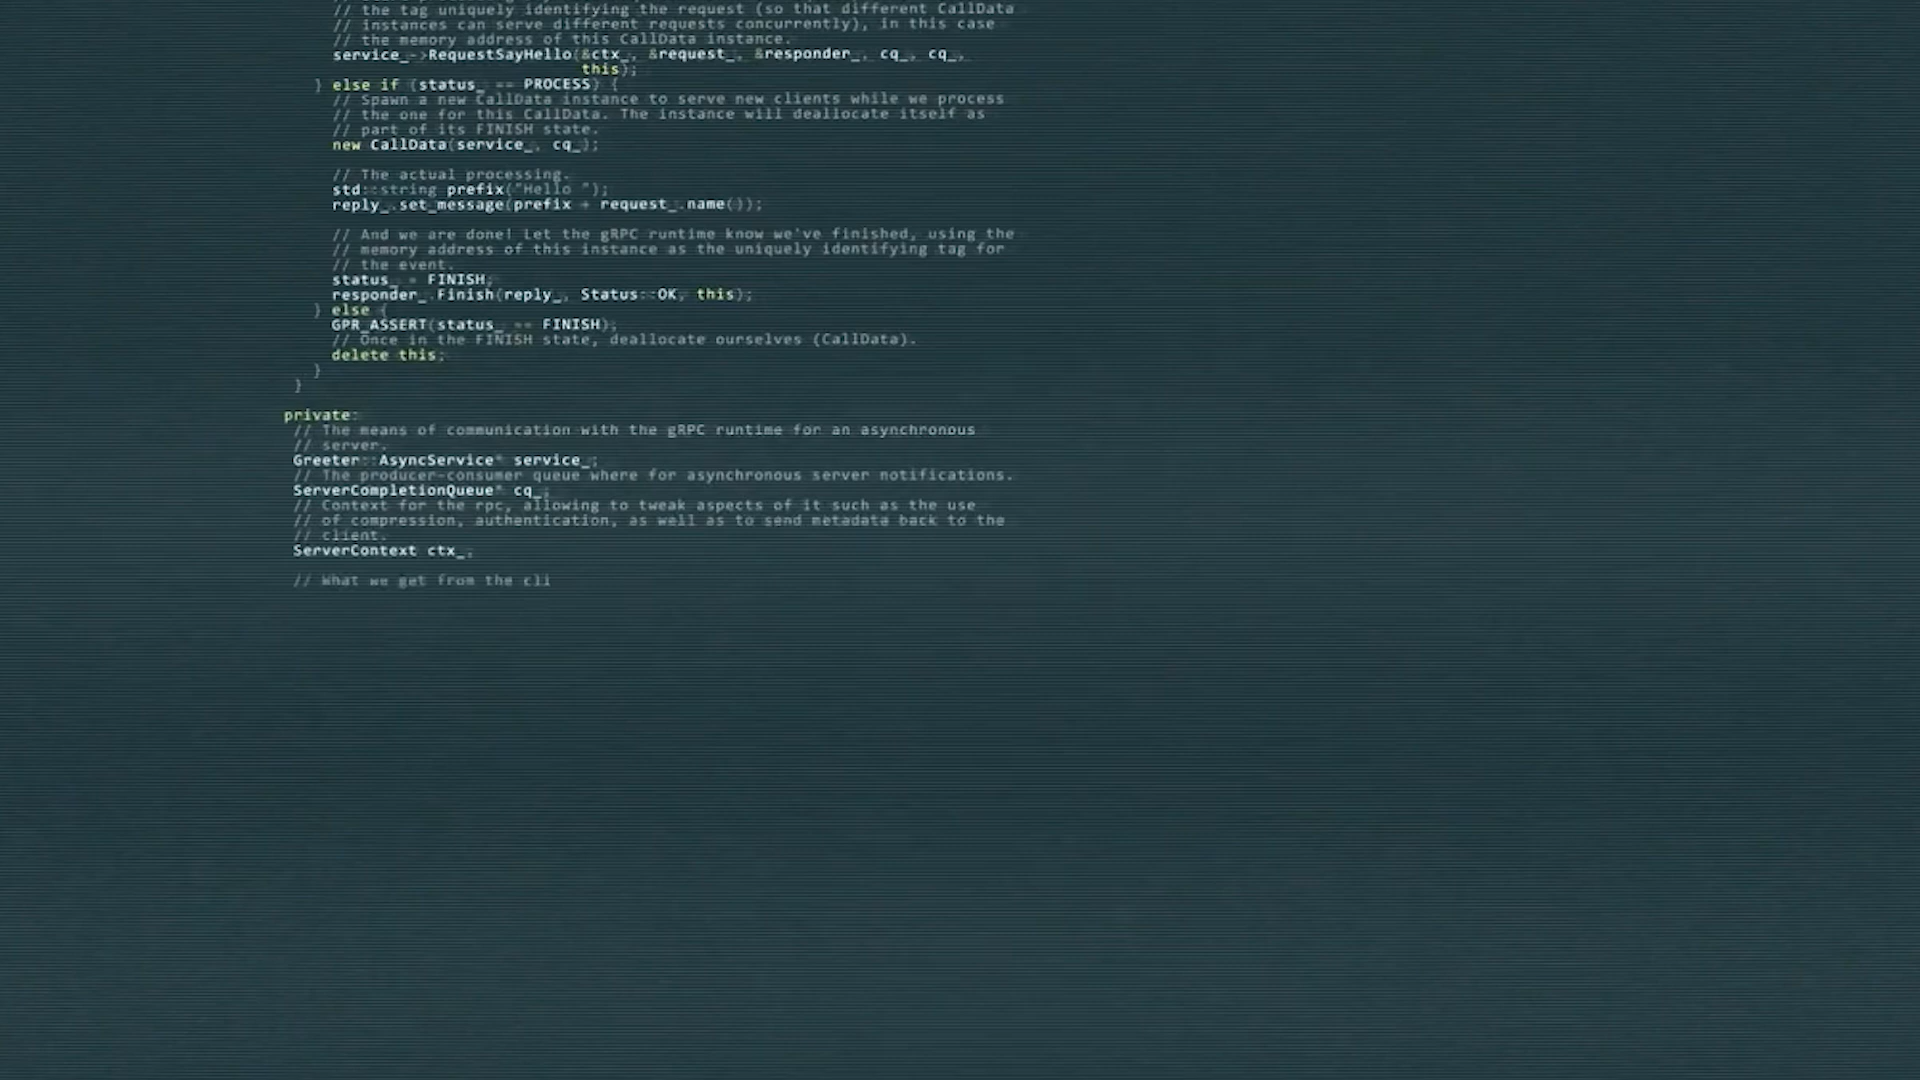 // the tag uniquely identifying the request (so that different CallData
// instances can serve different requests concurrently), in this case
// the memory address of this CallData instance.
service_->RequestSayHello(&ctx_, &request_, &responder_, cq_, cq_,
this);
} else if (status_ == PROCESS) {
// Spawn a new CallData instance to serve new clients while we process
// the one for this CallData. The instance will deallocate itself as
// part of its FINISH state.
new CallData(service_, cq_);
// The actual processing.
std::string prefix("Hello ");
reply_.set_message(prefix + request_.name());
// And we are done! Let the gRPC runtime know we've finished, using the
// memory address of this instance as the uniquely identifying tag for
// the event.
status_ = FINISH;
responder_.Finish(reply_, Status::OK, this);
} else {
GPR_ASSERT(status_ == FINISH);
// Once in the FINISH state, deallocate ourselves (CallData).
delete this;
}
}
private:
// The means of communication with the gRPC runtime for an asynchronous
// server.
Greeter::AsyncService* service_;
// The producer-consumer queue where for asynchronous server notifications.
ServerCompletionQueue* cq_;
// Context for the rpc, allowing to tweak aspects of it such as the use
// of compression, authentication, as well as to send metadata back to the
// client.
ServerContext ctx_;
// What we get from the cli